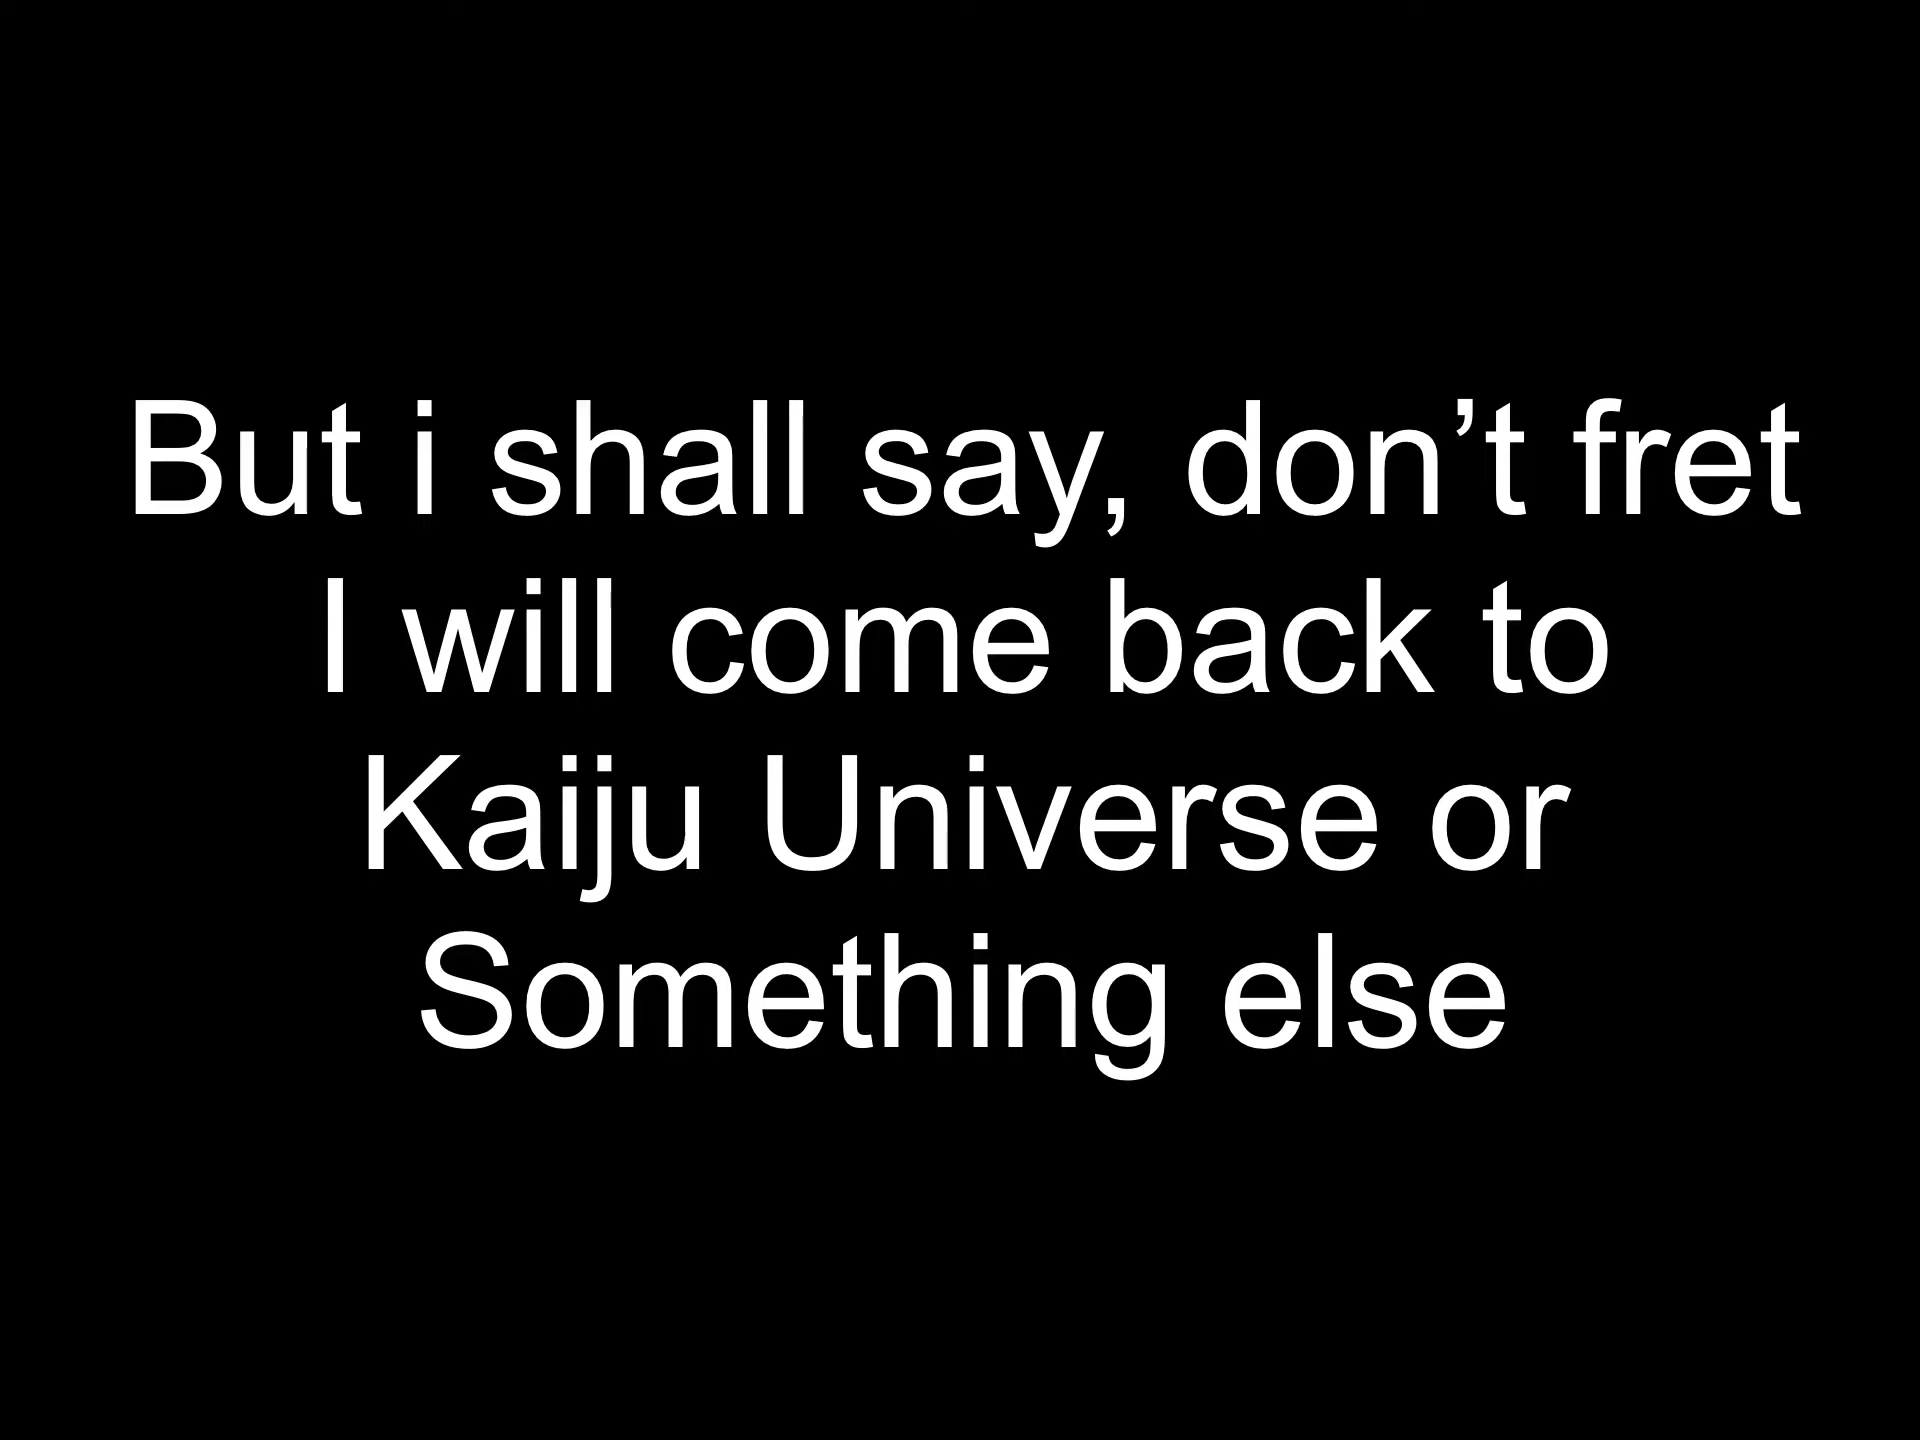 But i shall say, don’t fret
I will come back to
Kaiju Universe or
Something else